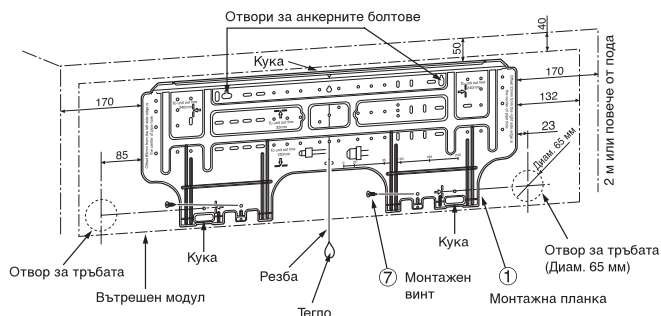 Отвори за анкерните болтове
40
50
Кука
170
170
132
23
85
2 м или повече от пода
Диам. 65 мм
Кука
Кука
Отвор за тръбата
Вътрешен модул
Резба
Тегло
7 Монтажен
винт
1
Монтажна планка
Отвор за тръбата
(Диам. 65 мм)